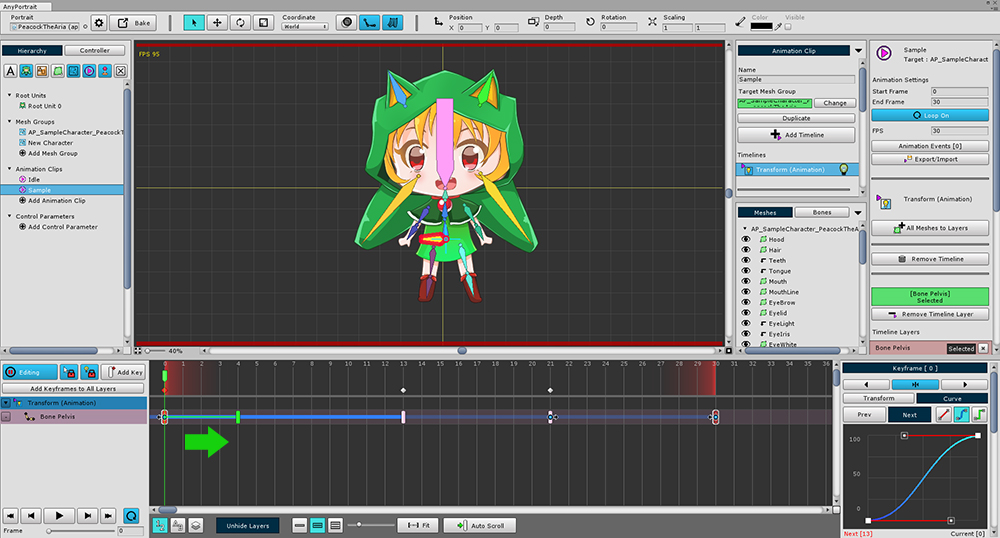 AnyPortrait
Portrait
PeacockTheAria (ap
Bake
Coordinate
World
Position
X 0 Y 0
Depth
0
Rotation
0
Scaling
1 1
Color
Visible
Hierarchy
Controller
Root Units
Root Unit 0
Mesh Groups
AP_SampleCharacter_PeacockT
New Character
Add Mesh Group
Animation Clips
Idle
Sample
Add Animation Clip
Control Parameters
Add Control Parameter
FPS 95
40%
Animation Clip
Name
Sample
Target Mesh Group
Change
Duplicate
Add Timeline
Timelines
Transform (Animation)
Meshes
Bones
AP_SampleCharacter_PeacockTheA
Hood
Hair
Teeth
Tongue
Mouth
MouthLine
EyeBrow
Eyelid
EyeLight
EyeIris
EyeWhite
Sample
Target : AP_SampleCharact
Animation Settings
Start Frame 0
End Frame 30
Loop On
FPS 30
Animation Events [0]
Export/Import
Transform (Animation)
All Meshes to Layers
Remove Timeline
[Bone Pelvis]
Selected
Remove Timeline Layer
Timeline Layers
Bone Pelvis Selected
Editing
Add Key
Add Keyframes to All Layers
Transform (Animation)
Bone Pelvis
Frame 0
0 1 2 3 4 5 6 7 8 9 10 11 12 13 14 15 16 17 18 19 20 21 22 23 24 25 26 27 28 29 30 31 32 33 34 35 36
Unhide Layers
Fit
Auto Scroll
Keyframe [ 0 ]
Transform
Curve
Prev
Next
100
50
0
Next [13]
Current [0]